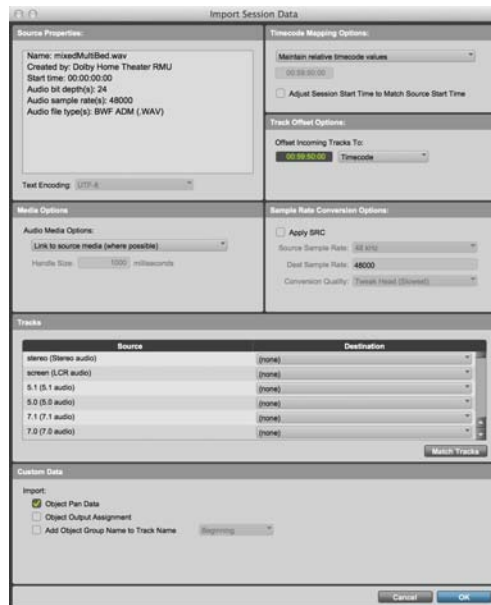 Import Session Data
Source Properties:
Name: mixedMultiBed.wav
Created by: Dolby Home Theater RMU
Start time: 00:00:00:00
Audio bit depth(s): 24
Audio sample rate(s): 48000
Audio file type(s): BWF ADM (.WAV)
Text Encoding: UTF-8
Timecode Mapping Options:
Maintain relative timecode values
00:59:50:00
Adjust Session Start Time to Match Source Start Time
Track Offset Options:
Offset Incoming Tracks To:
00:59:50:00 Timecode
Media Options
Audio Media Options:
Link to source media (where possible)
Handle Size: 1000 milliseconds
Sample Rate Conversion Options:
Apply SRC
Source Sample Rate: 48 kHz
Dest Sample Rate: 48000
Conversion Quality: Tweak Head (Slowest)
Tracks
Source Destination
stereo (Stereo audio) (none)
screen (LCR audio) (none)
5.1 (5.1 audio) (none)
5.0 (5.0 audio) (none)
7.1 (7.1 audio) (none)
7.0 (7.0 audio) (none)
Match Tracks
Custom Data
Import:
Object Pan Data
Object Output Assignment
Add Object Group Name to Track Name Beginning
Cancel OK